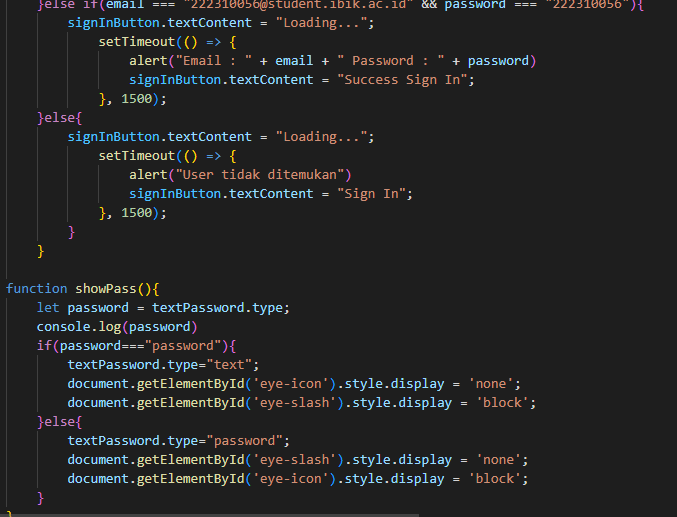 }else if(email === "222310056@student.ibik.ac.id" && password === "222310056"){
signInButton.textContent = "Loading...";
setTimeout(() => {
alert("Email : " + email + " Password : " + password)
signInButton.textContent = "Success Sign In";
}, 1500);
}else{
signInButton.textContent = "Loading...";
setTimeout(() => {
alert("User tidak ditemukan")
signInButton.textContent = "Sign In";
}, 1500);
}
}
function showPass(){
let password = textPassword.type;
console.log(password)
if(password==="password"){
textPassword.type="text";
document.getElementById('eye-icon').style.display = 'none';
document.getElementById('eye-slash').style.display = 'block';
}else{
textPassword.type="password";
document.getElementById('eye-slash').style.display = 'none';
document.getElementById('eye-icon').style.display = 'block';
}
}